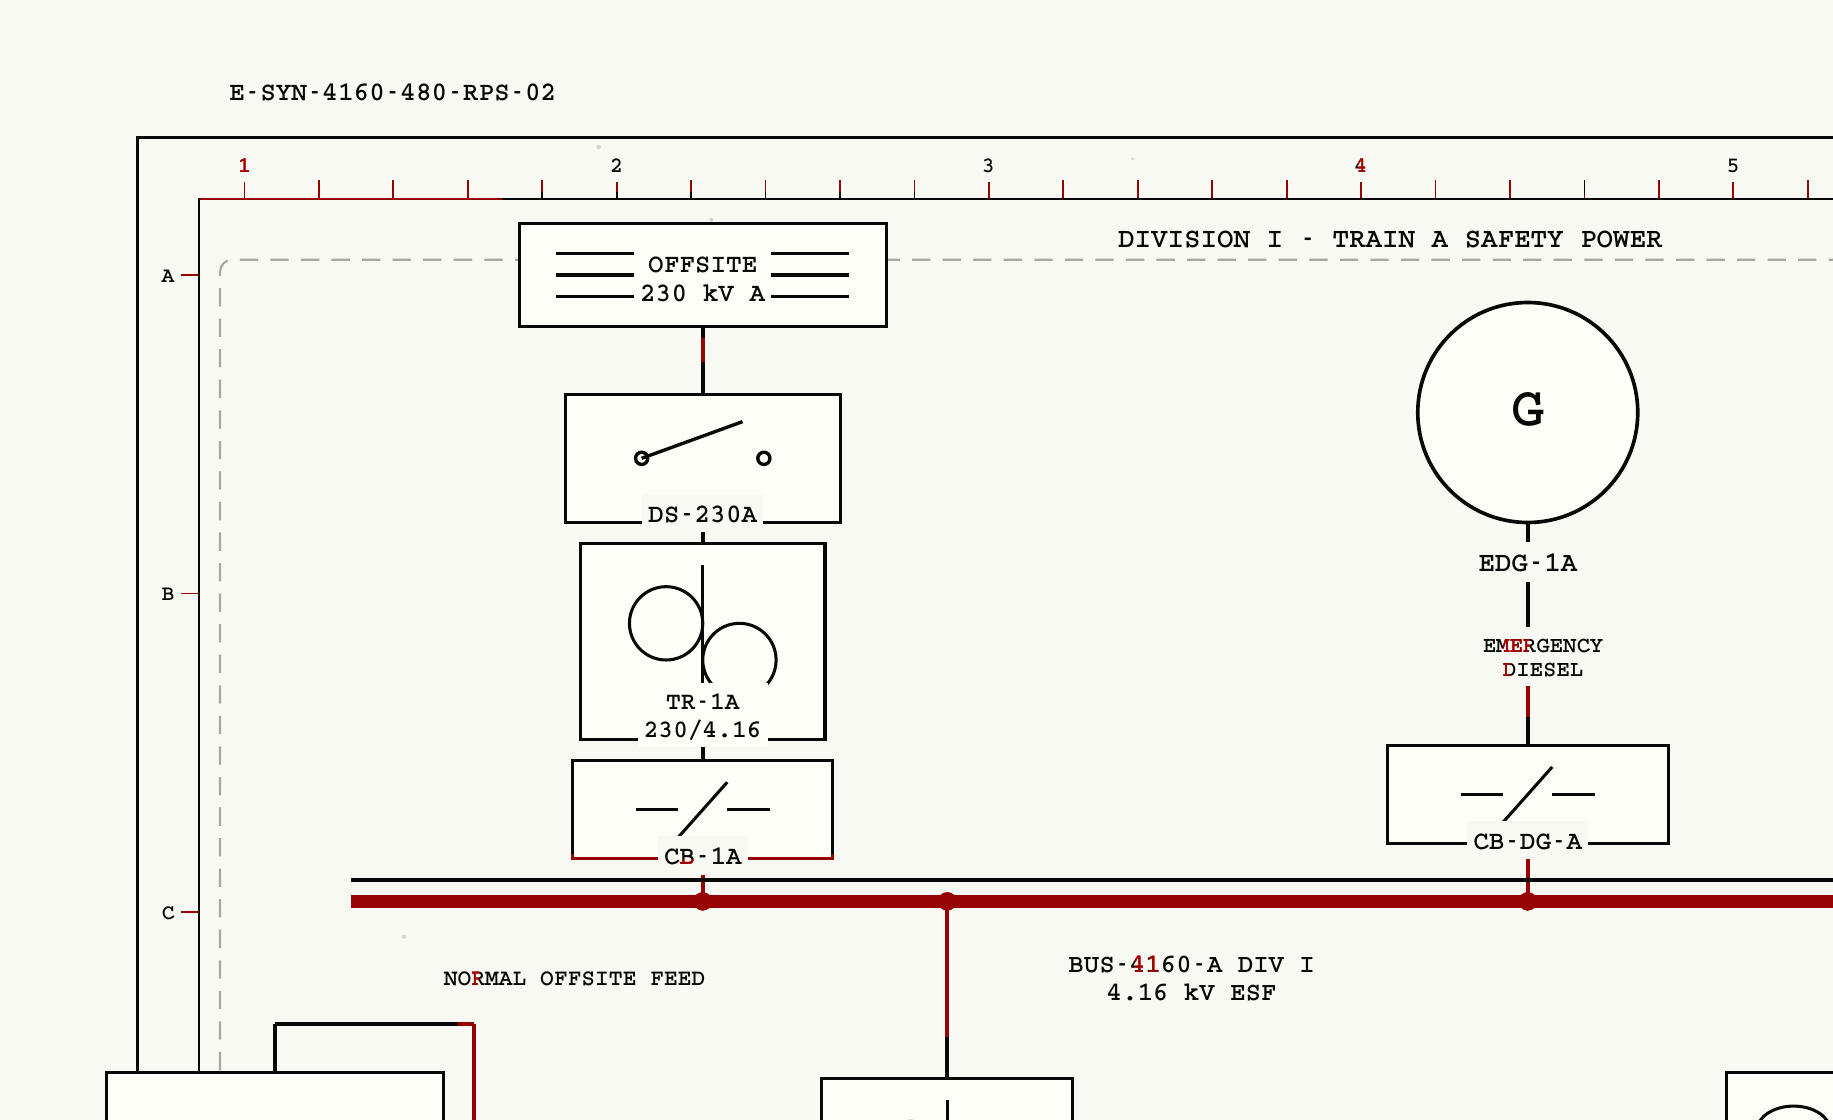 E-SYN-4160-480-RPS-02
1 2 3 4 5
DIVISION I - TRAIN A SAFETY POWER
A
OFFSITE
230 kV A
G
DS-230A
EDG-1A
B
EMERGENCY
DIESEL
TR-1A
230/4.16
CB-1A
CB-DG-A
C
NORMAL OFFSITE FEED
BUS-4160-A DIV I
4.16 kV ESF